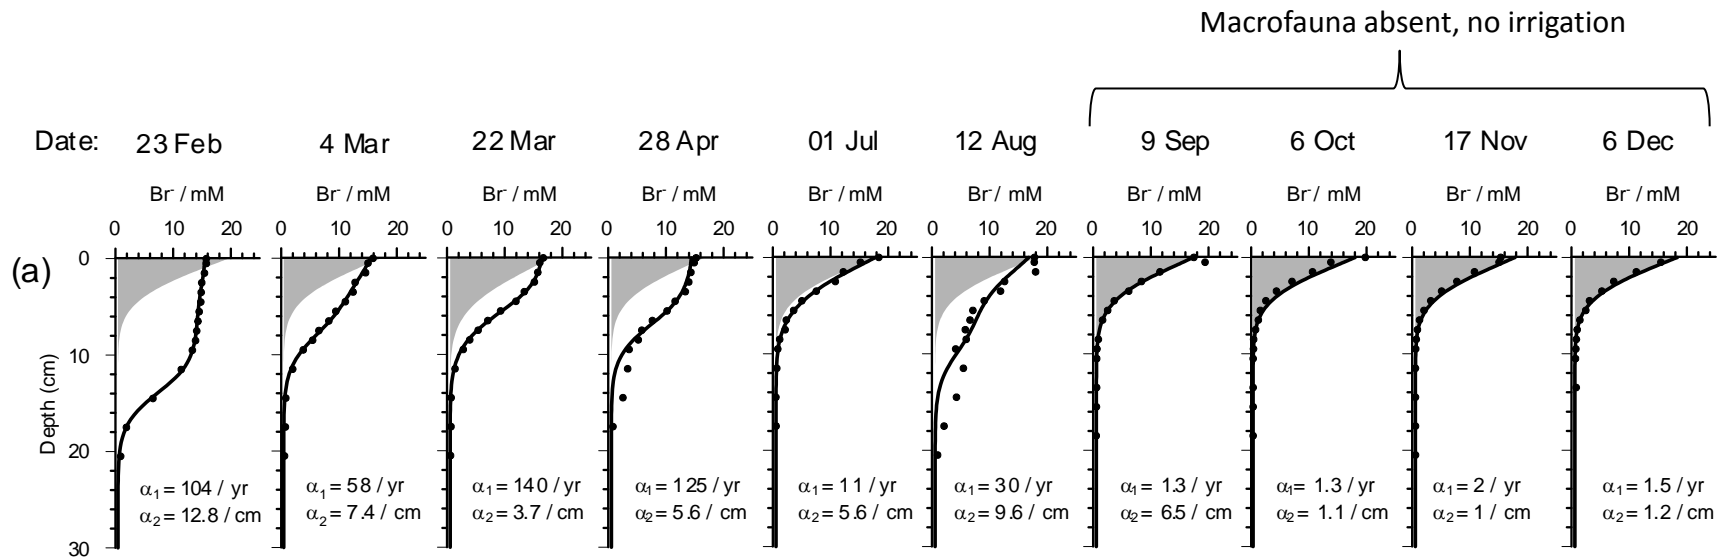 Macrofauna absent, no irrigation
Date: 23 Feb 4 Mar 22 Mar 28 Apr 01 Jul 12 Aug 9 Sep 6 Oct 17 Nov 6 Dec
Br⁻ / mM Br⁻ / mM Br⁻ / mM Br⁻ / mM Br⁻ / mM Br⁻ / mM Br⁻ / mM Br⁻ / mM Br⁻ / mM Br⁻ / mM
0 10 20 0 10 20 0 10 20 0 10 20 0 10 20 0 10 20 0 10 20 0 10 20 0 10 20 0 10 20
(a)
0
10
Depth (cm)
20
30
α₁ = 104 / yr α₁ = 58 / yr α₁ = 140 / yr α₁ = 125 / yr α₁ = 11 / yr α₁ = 30 / yr α₁ = 1.3 / yr α₁ = 1.3 / yr α₁ = 2 / yr α₁ = 1.5 / yr
α₂ = 12.8 / cm α₂ = 7.4 / cm α₂ = 3.7 / cm α₂ = 5.6 / cm α₂ = 5.6 / cm α₂ = 9.6 / cm α₂ = 6.5 / cm α₂ = 1.1 / cm α₂ = 1 / cm α₂ = 1.2 / cm